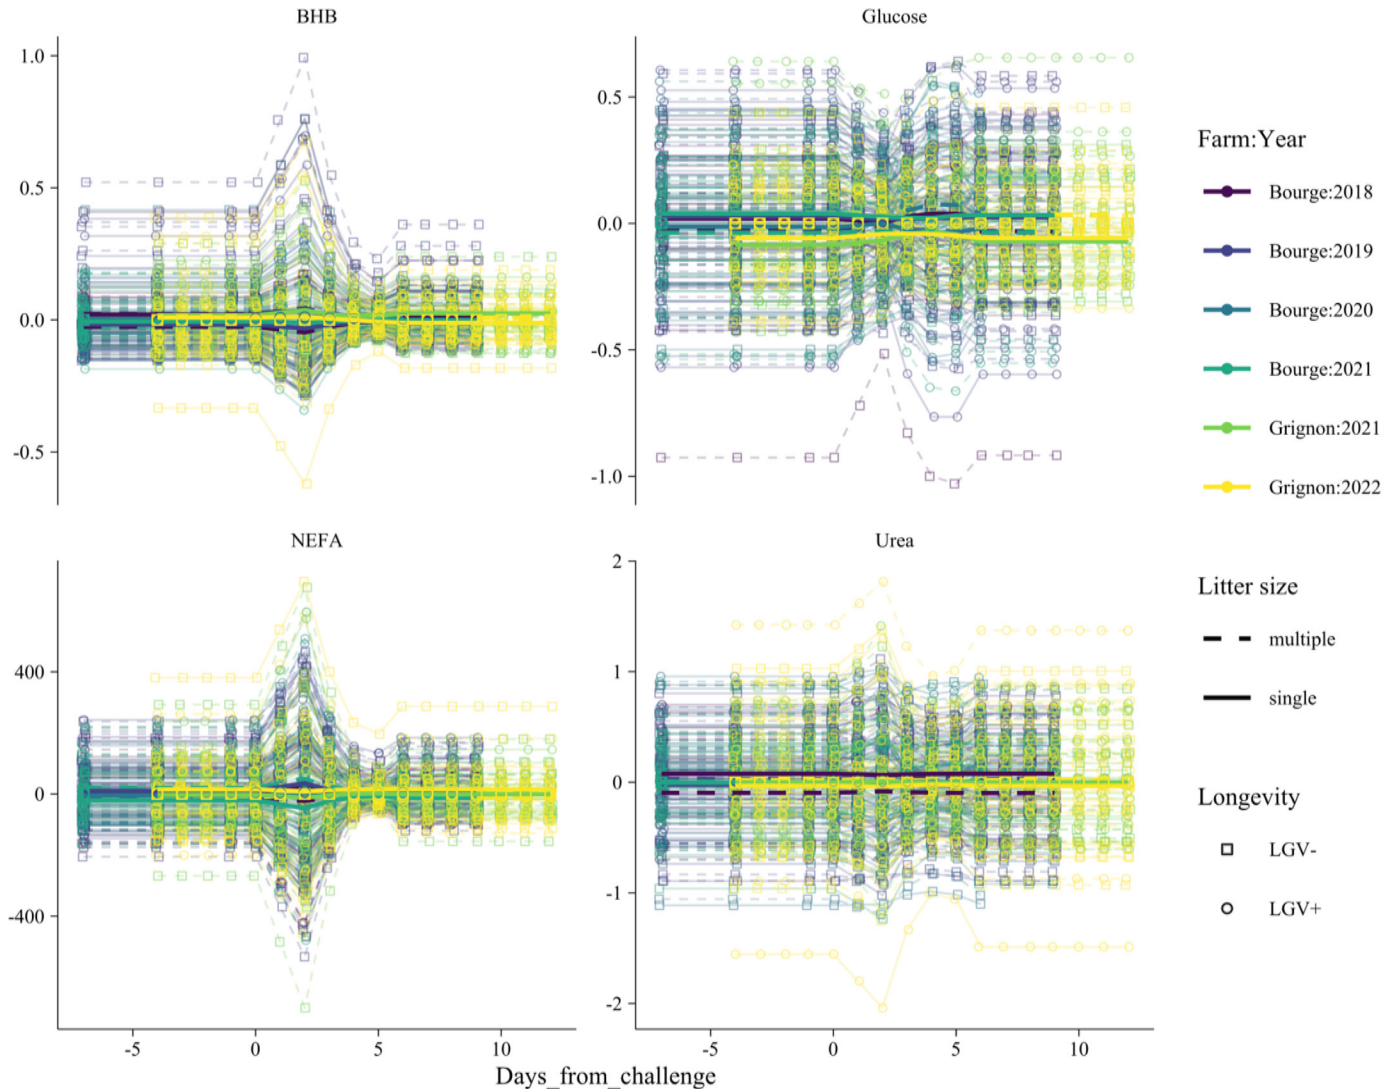 BHB
Glucose
1.0
0.5
0.0
-0.5
0.5
0.0
-0.5
-1.0
Farm:Year
Bourge:2018
Bourge:2019
Bourge:2020
Bourge:2021
Grignon:2021
Grignon:2022
NEFA
Urea
400
0
-400
2
1
0
-1
-2
Litter size
multiple
single
Longevity
LGV-
LGV+
-5 0 5 10
-5 0 5 10
Days_from_challenge